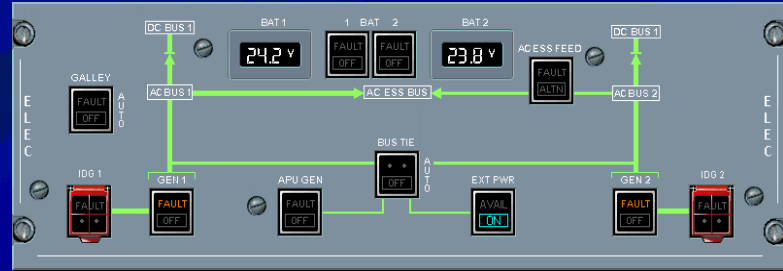 DC BUS 1
BAT 1
1 BAT 2
BAT 2
DC BUS 1
24.2 V
FAULT
OFF
FAULT
OFF
23.8 V
AC ESS FEED
FAULT
ALTN
GALLEY
FAULT
OFF
AUTO
AC BUS 1
AC ESS BUS
AC BUS 2
ELEC
ELEC
BUS TIE
OFF
AUTO
IDG 1
FAULT
GEN 1
FAULT
OFF
APU GEN
FAULT
OFF
EXT PWR
AVAIL
ON
GEN 2
FAULT
OFF
IDG 2
FAULT